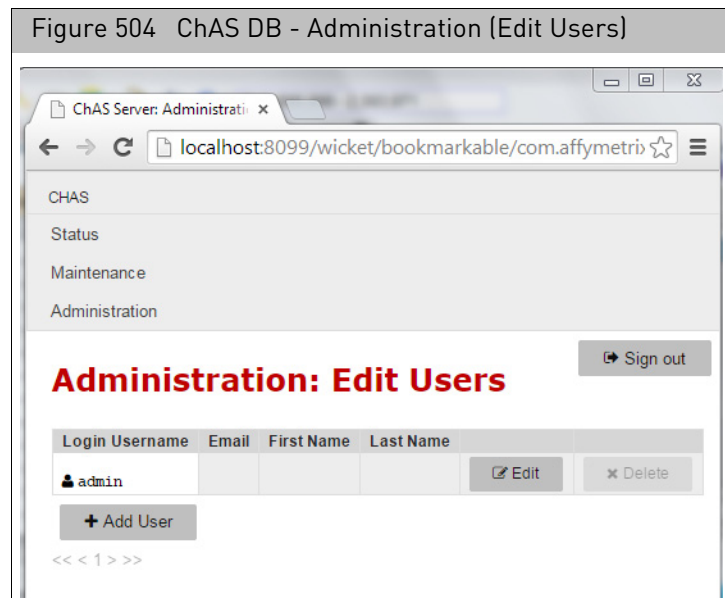 Figure 504 ChAS DB - Administration (Edit Users)
ChAS Server: Administrati
localhost:8099/wicket/bookmarkable/com.affymetrix
CHAS
Status
Maintenance
Administration
Sign out
Administration: Edit Users
Login Username Email First Name Last Name
admin Edit Delete
Add User
<< < 1 > >>